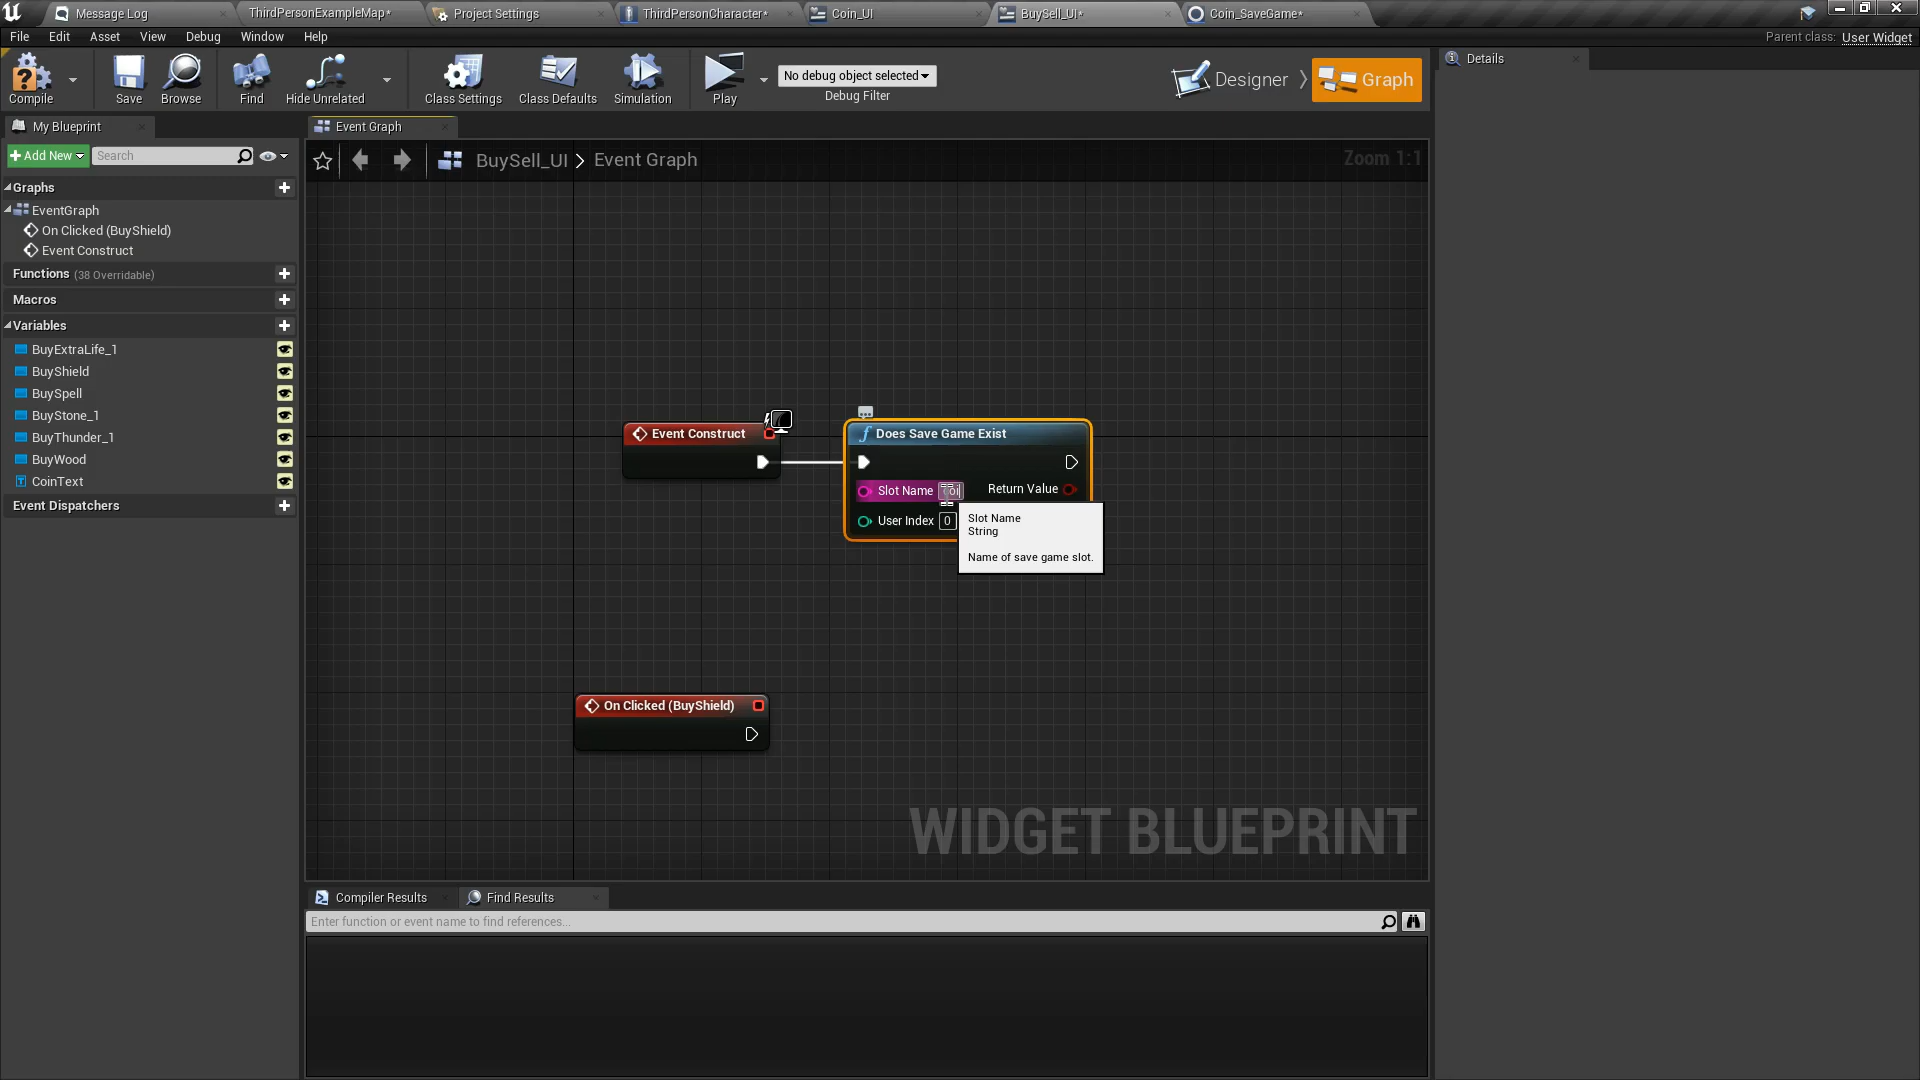 Message Log
ThirdPersonExampleMap*
Project Settings
ThirdPersonCharacter*
Coin_UI
BuySell_UI*
Coin_SaveGame*
File
Edit
Asset
View
Debug
Window
Help
Parent class: User Widget
Compile
Save
Browse
Find
Hide Unrelated
Class Settings
Class Defaults
Simulation
Play
No debug object selected
Debug Filter
Designer
Graph
Details
My Blueprint
Event Graph
Add New
Search
BuySell_UI > Event Graph
Zoom 1:1
Graphs
EventGraph
On Clicked (BuyShield)
Event Construct
Functions (38 Overridable)
Macros
Variables
BuyExtraLife_1
BuyShield
BuySpell
BuyStone_1
BuyThunder_1
BuyWood
CoinText
Event Dispatchers
Event Construct
Does Save Game Exist
Slot Name
Return Value
User Index 0
Slot Name
String
Name of save game slot.
On Clicked (BuyShield)
WIDGET BLUEPRINT
Compiler Results
Find Results
Enter function or event name to find references...